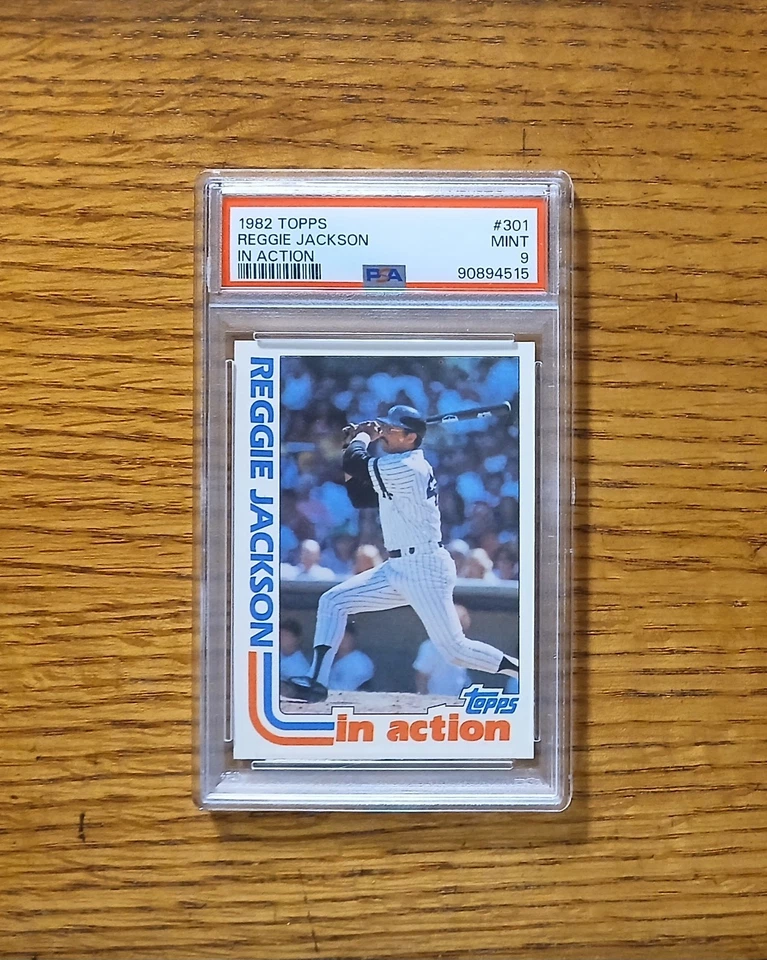 1982 TOPPS #301
REGGIE JACKSON MINT
IN ACTION 9
PSA 90894515
REGGIE JACKSON
topps
in action